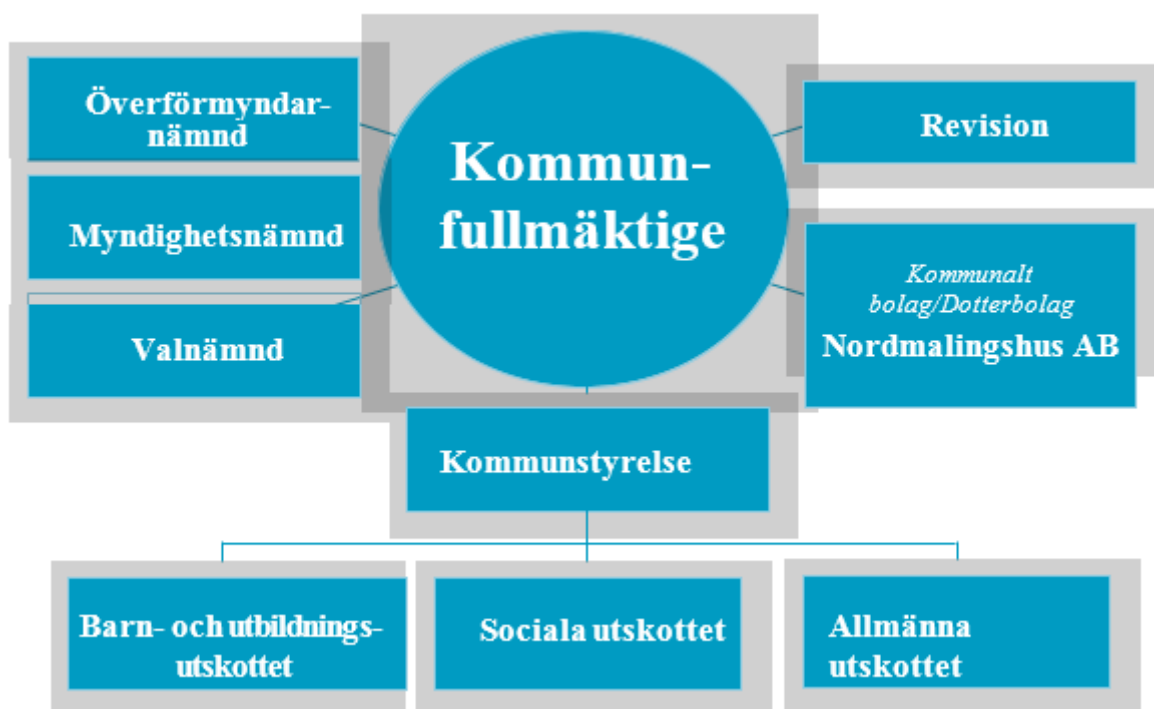 Överförmyndar-
nämnd
Myndighetsnämnd
Valnämnd
Kommun-
fullmäktige
Revision
Kommunalt
bolag/Dotterbolag
Nordmalingshus AB
Kommunstyrelse
Barn- och utbildnings-
utskottet
Sociala utskottet
Allmänna
utskottet